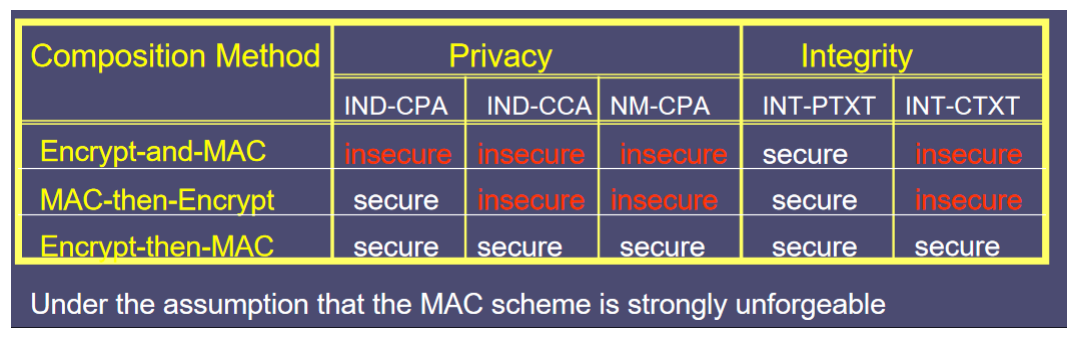 Composition Method Privacy Integrity
IND-CPA IND-CCA NM-CPA INT-PTXT INT-CTXT
Encrypt-and-MAC insecure insecure insecure secure insecure
MAC-then-Encrypt secure insecure insecure secure insecure
Encrypt-then-MAC secure secure secure secure secure
Under the assumption that the MAC scheme is strongly unforgeable